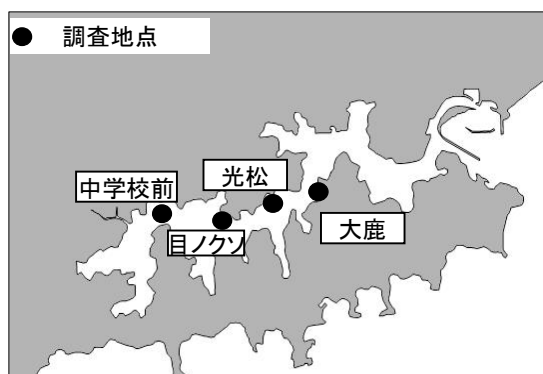 ● 調査地点
光松
中学校前
目ノクソ
大鹿